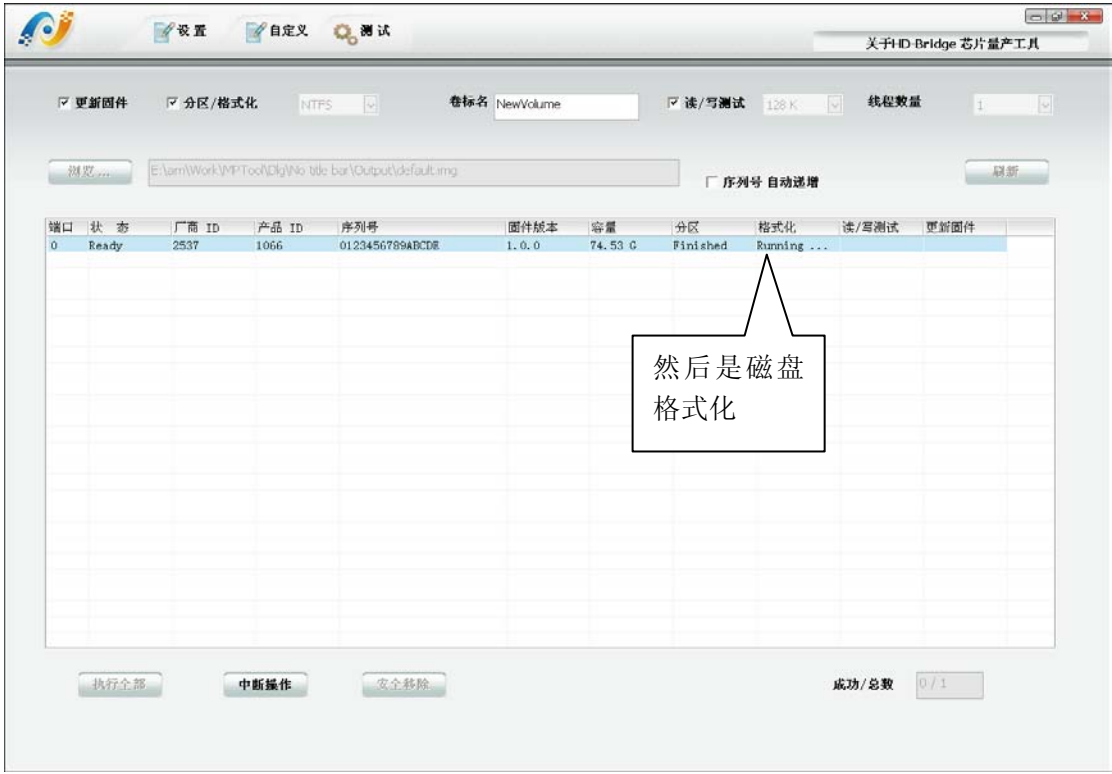 设置 自定义 测试
关于HD-Bridge 芯片量产工具
更新固件 分区/格式化 NTFS 卷标名 NewVolume 读/写测试 128 K 线程数量 1
浏览 ... E:\arm\Work\MPTool\Dlg\No title bar\Output\default.img 序列号 自动递增 刷新
端口 状 态 厂商 ID 产品 ID 序列号 固件版本 容量 分区 格式化 读/写测试 更新固件
0 Ready 2537 1066 0123456789ABCDE 1.0.0 74.53 G Finished Running ...
然后是磁盘
格式化
执行全部 中断操作 安全移除 成功/总数 0 / 1